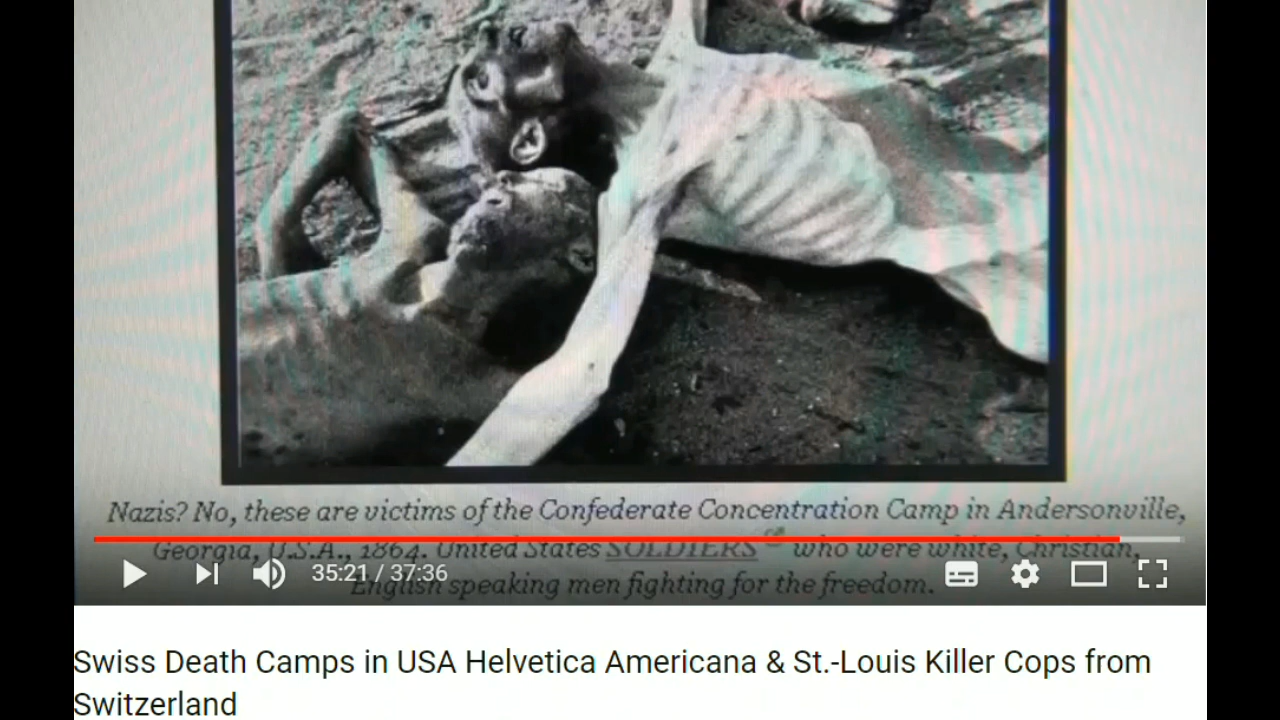 Nazis? No, these are victims of the Confederate Concentration Camp in Andersonville,
Georgia, U.S.A., 1864. United States SOLDIERS who were white, Christian,
35:21 / 37:36
English speaking men fighting for the freedom.
Swiss Death Camps in USA Helvetica Americana & St.-Louis Killer Cops from
Switzerland